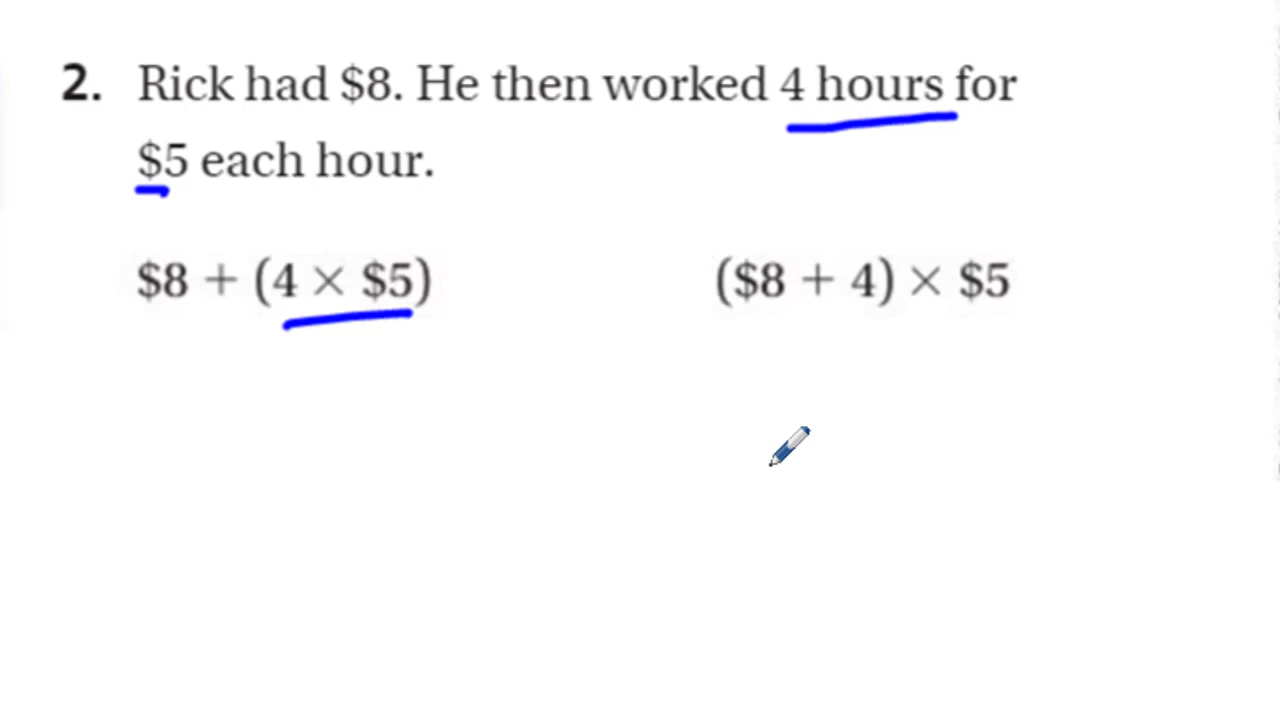 2. Rick had $8. He then worked 4 hours for
$5 each hour.
$8 + (4 × $5) ($8 + 4) × $5